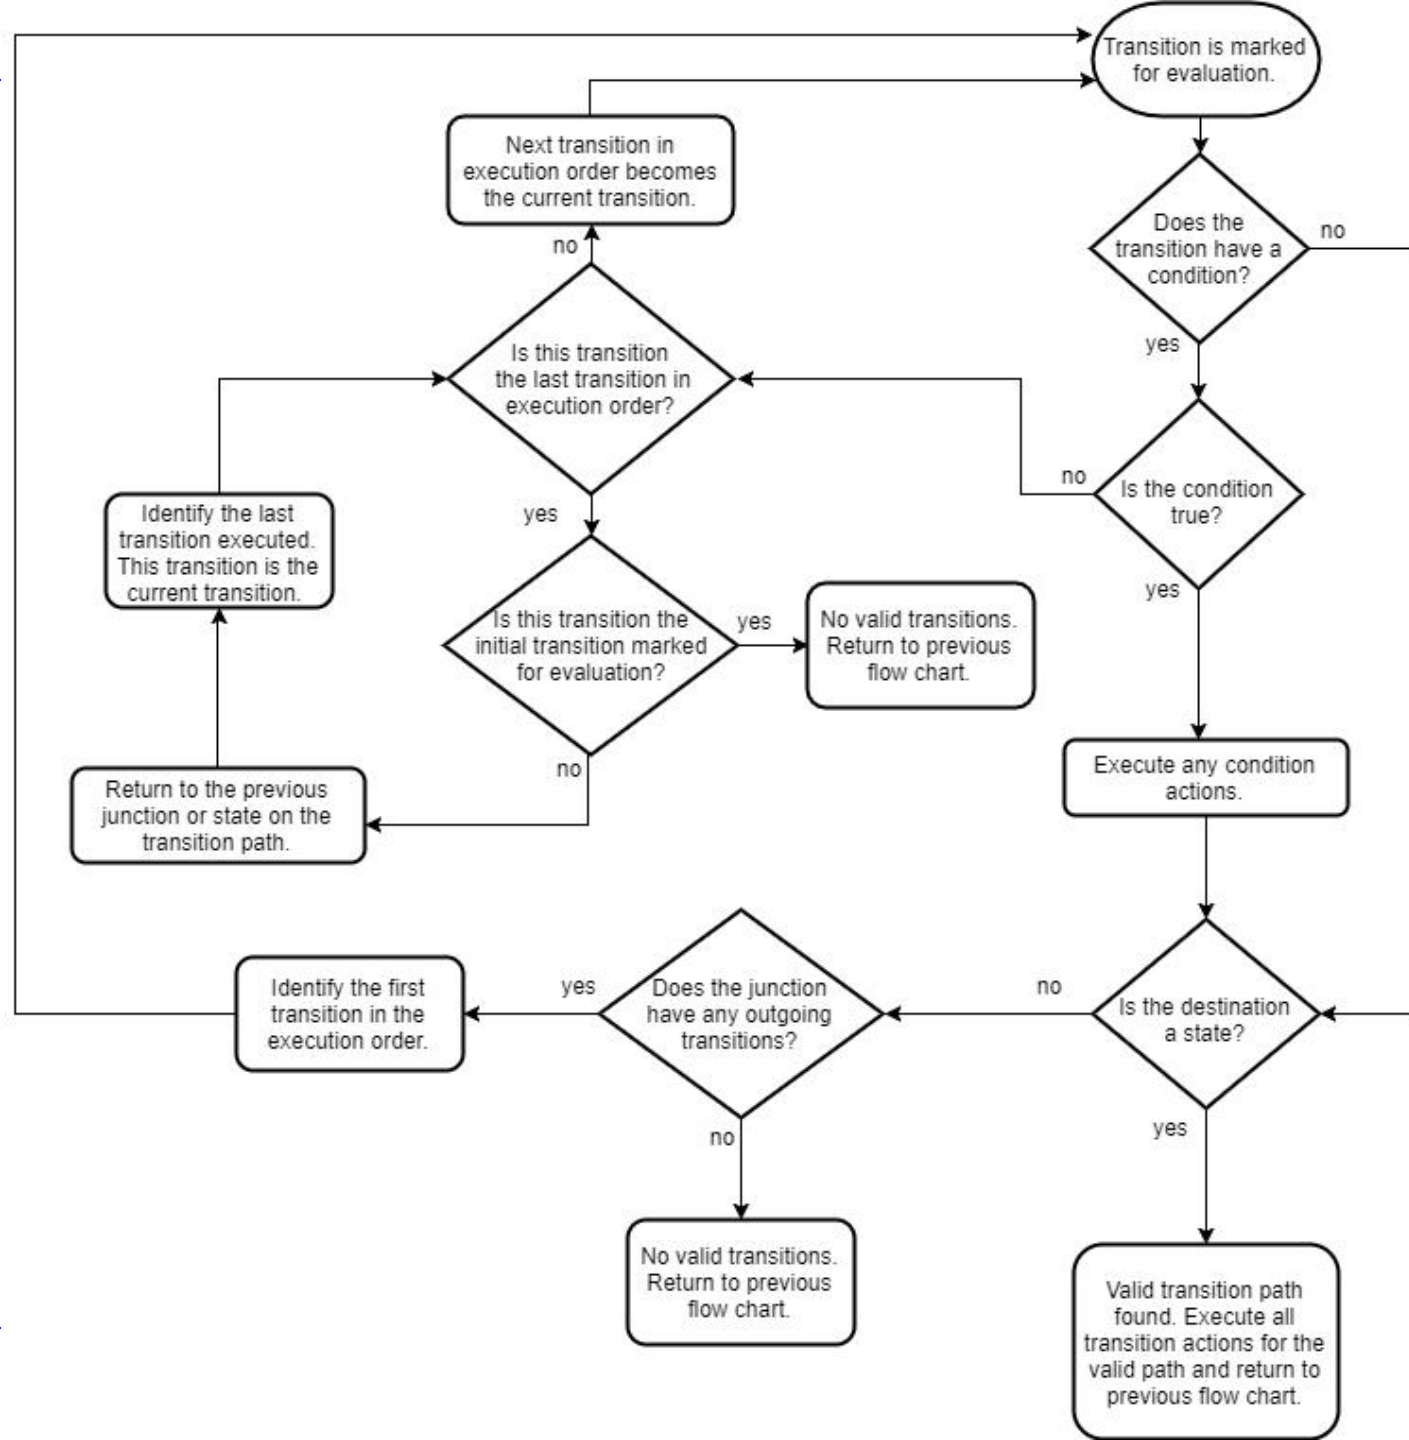 Transition is marked
for evaluation.
Next transition in
execution order becomes
the current transition.
no
Does the
transition have a
condition?
no
yes
Is this transition
the last transition in
execution order?
no
Is the condition
true?
yes
yes
Identify the last
transition executed.
This transition is the
current transition.
Is this transition the
initial transition marked
for evaluation?
yes
No valid transitions.
Return to previous
flow chart.
no
Return to the previous
junction or state on the
transition path.
Execute any condition
actions.
Identify the first
transition in the
execution order.
yes
Does the junction
have any outgoing
transitions?
no
Is the destination
a state?
no
yes
No valid transitions.
Return to previous
flow chart.
Valid transition path
found. Execute all
transition actions for the
valid path and return to
previous flow chart.